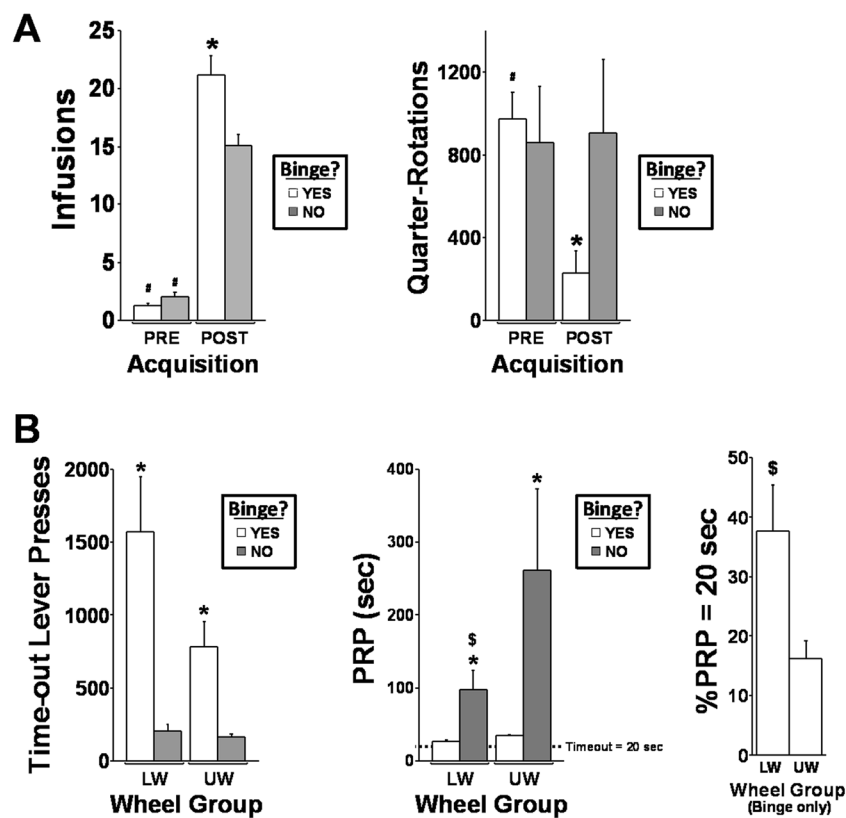 A
Infusions
25
20
15
10
5
0
*
# #
PRE POST
Acquisition
Binge?
YES
NO
Quarter-Rotations
1200
800
400
0
#
*
PRE POST
Acquisition
Binge?
YES
NO
B
Time-out Lever Presses
2000
1500
1000
500
0
*
*
LW UW
Wheel Group
Binge?
YES
NO
PRP (sec)
400
300
200
100
0
$
*
*
Timeout = 20 sec
LW UW
Wheel Group
Binge?
YES
NO
%PRP = 20 sec
50
40
30
20
10
0
$
LW UW
Wheel Group
(Binge only)